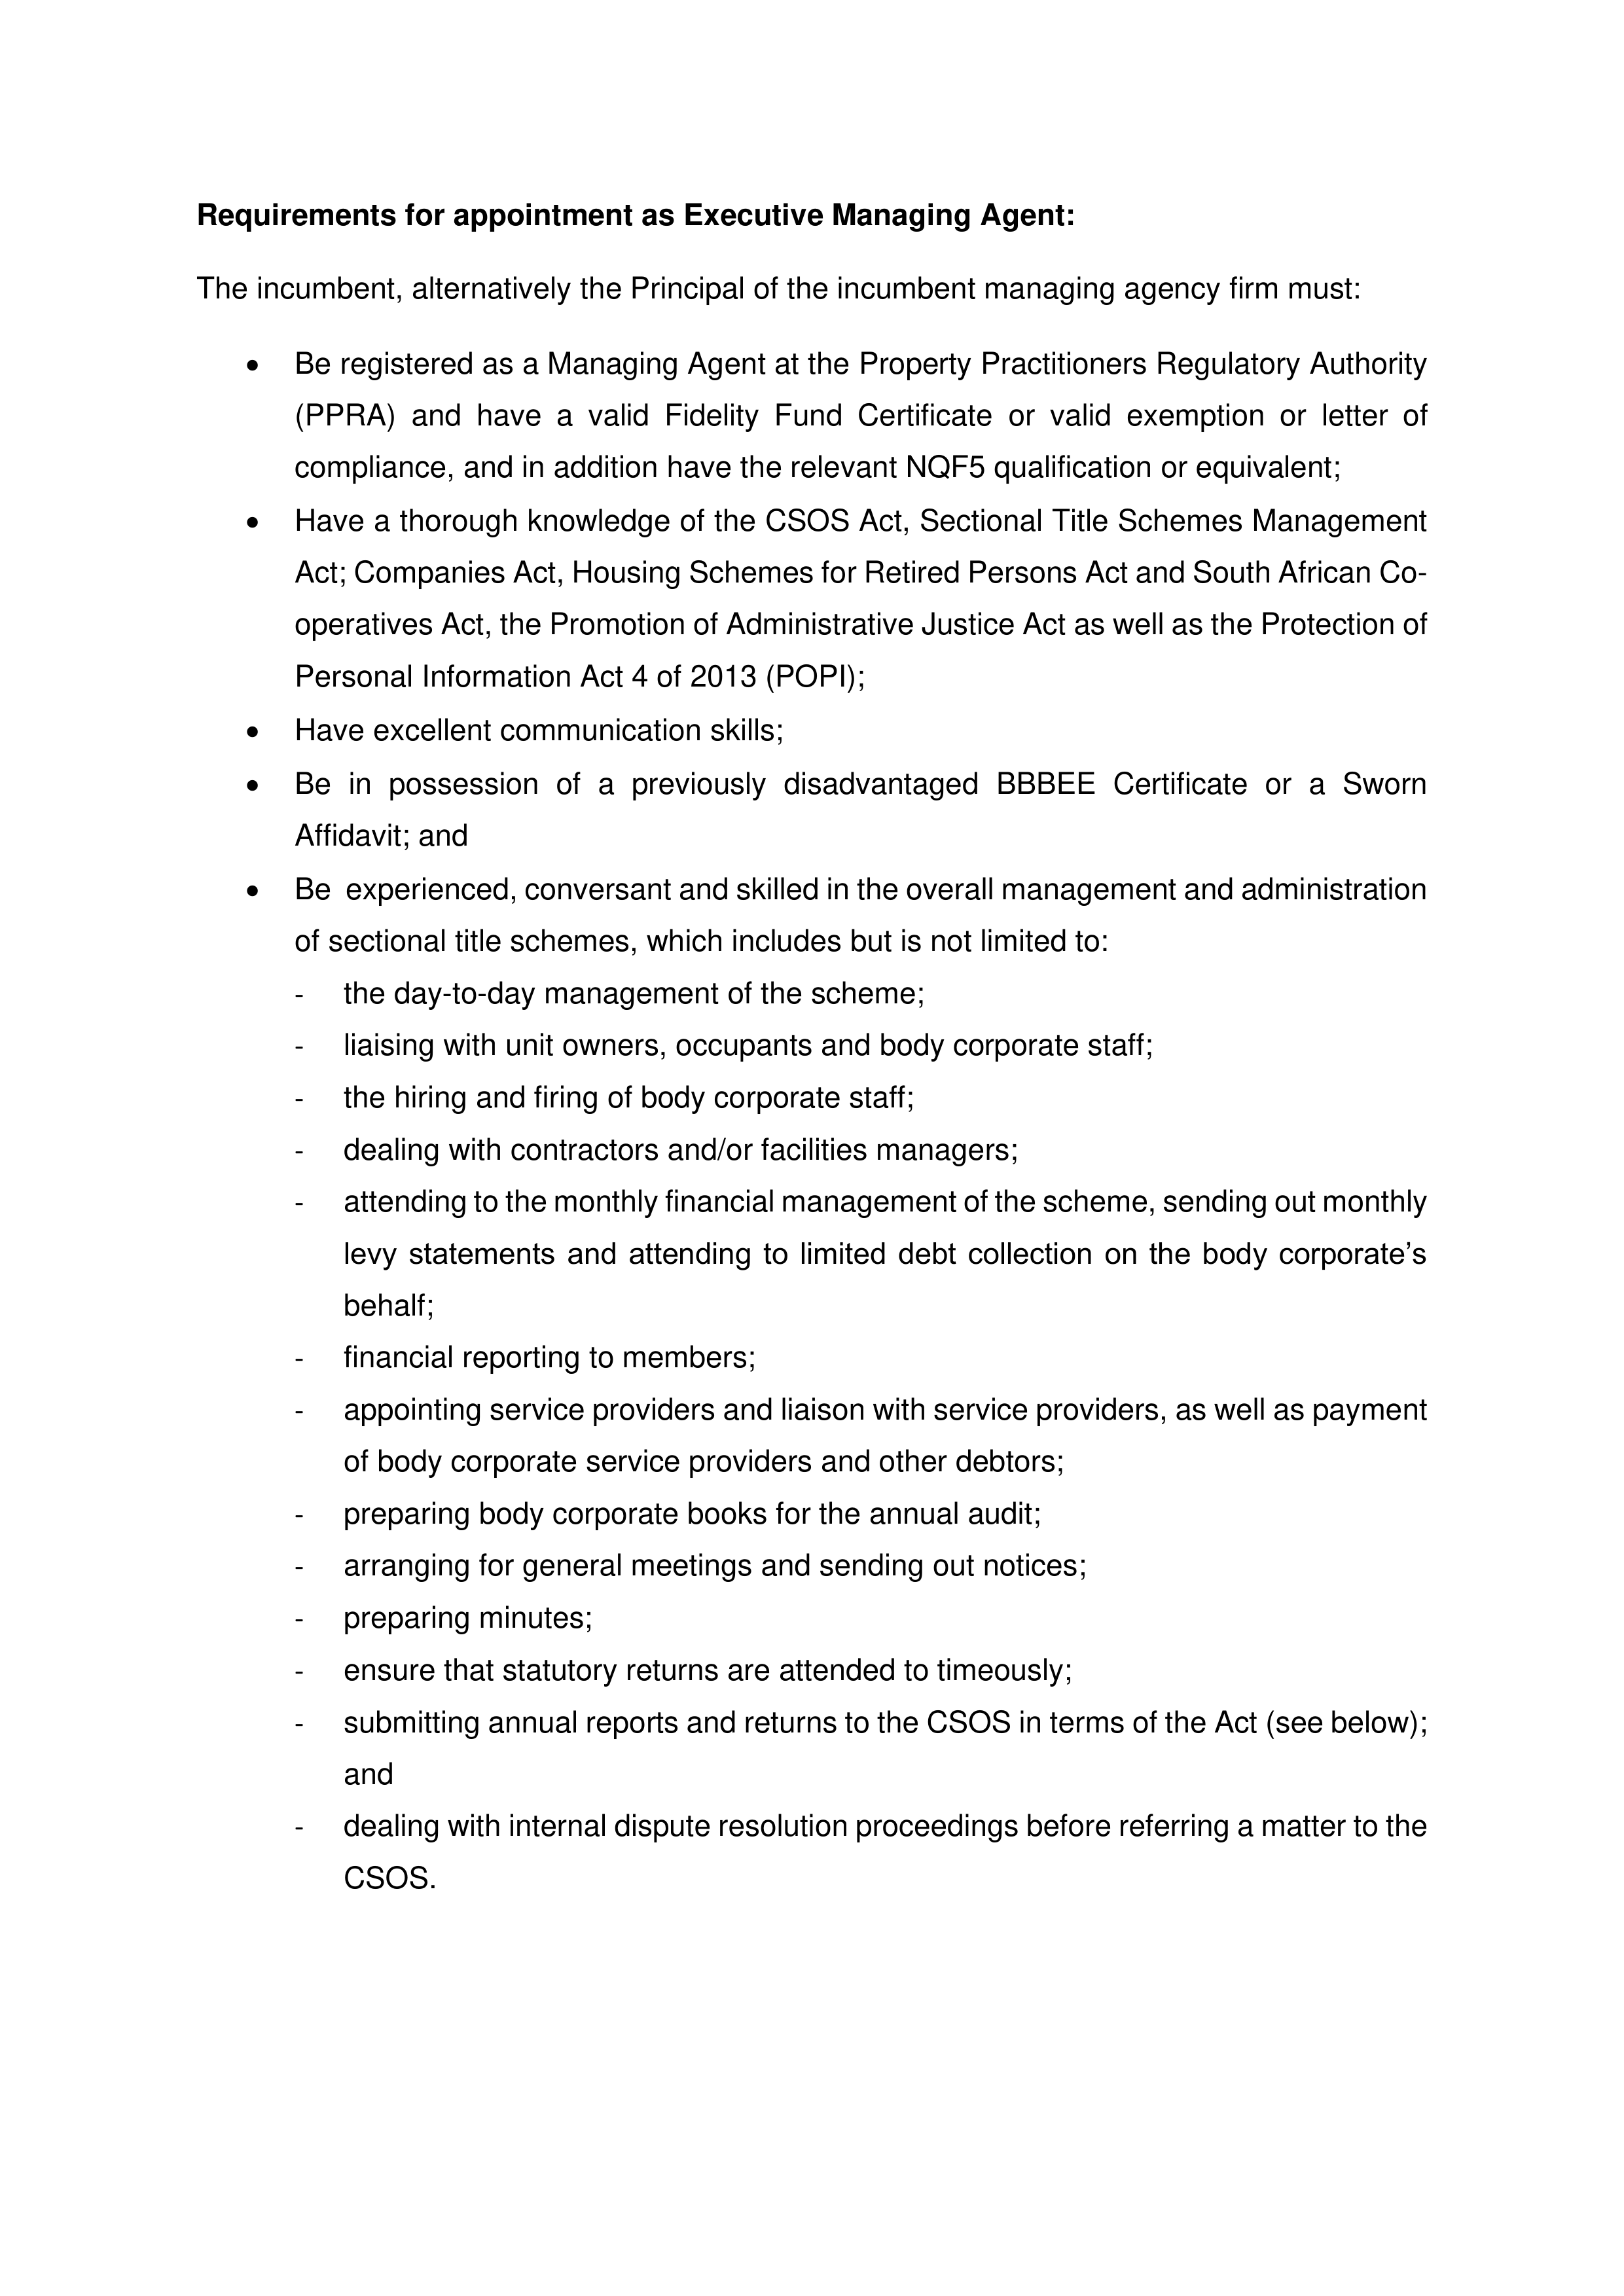 Requirements for appointment as Executive Managing Agent:
The incumbent, alternatively the Principal of the incumbent managing agency firm must:
• Be registered as a Managing Agent at the Property Practitioners Regulatory Authority
(PPRA) and have a valid Fidelity Fund Certificate or valid exemption or letter of
compliance, and in addition have the relevant NQF5 qualification or equivalent;
• Have a thorough knowledge of the CSOS Act, Sectional Title Schemes Management
Act; Companies Act, Housing Schemes for Retired Persons Act and South African Co-
operatives Act, the Promotion of Administrative Justice Act as well as the Protection of
Personal Information Act 4 of 2013 (POPI);
• Have excellent communication skills;
• Be in possession of a previously disadvantaged BBBEE Certificate or a Sworn
Affidavit; and
• Be experienced, conversant and skilled in the overall management and administration
of sectional title schemes, which includes but is not limited to:
- the day-to-day management of the scheme;
- liaising with unit owners, occupants and body corporate staff;
- the hiring and firing of body corporate staff;
- dealing with contractors and/or facilities managers;
- attending to the monthly financial management of the scheme, sending out monthly
levy statements and attending to limited debt collection on the body corporate’s
behalf;
- financial reporting to members;
- appointing service providers and liaison with service providers, as well as payment
of body corporate service providers and other debtors;
- preparing body corporate books for the annual audit;
- arranging for general meetings and sending out notices;
- preparing minutes;
- ensure that statutory returns are attended to timeously;
- submitting annual reports and returns to the CSOS in terms of the Act (see below);
and
- dealing with internal dispute resolution proceedings before referring a matter to the
CSOS.